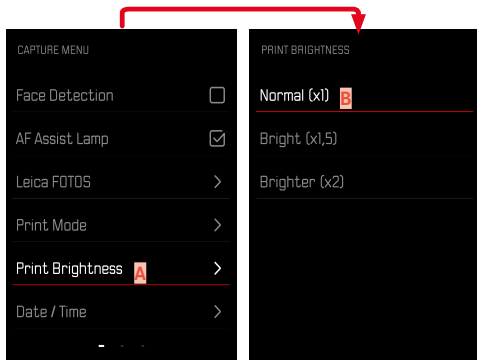 CAPTURE MENU
Face Detection
AF Assist Lamp
Leica FOTOS
Print Mode
Print Brightness A
Date / Time
PRINT BRIGHTNESS
Normal (x1) B
Bright (x1,5)
Brighter (x2)